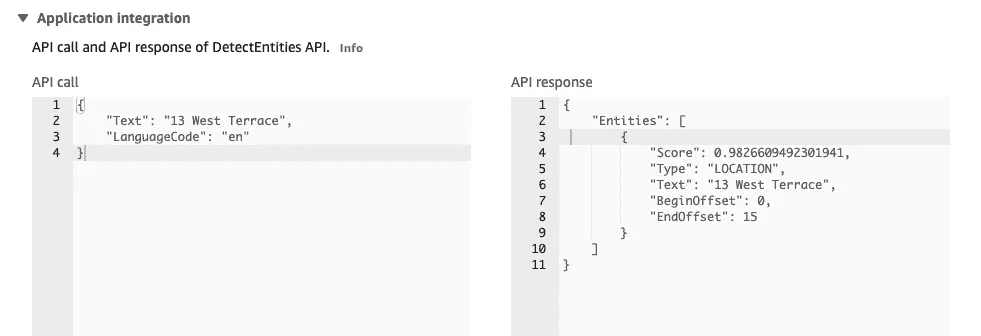 ▼ Application integration
API call and API response of DetectEntities API. Info
API call
1 {
2 "Text": "13 West Terrace",
3 "LanguageCode": "en"
4 }
API response
1 {
2 "Entities": [
3 {
4 "Score": 0.9826609492301941,
5 "Type": "LOCATION",
6 "Text": "13 West Terrace",
7 "BeginOffset": 0,
8 "EndOffset": 15
9 }
10 ]
11 }